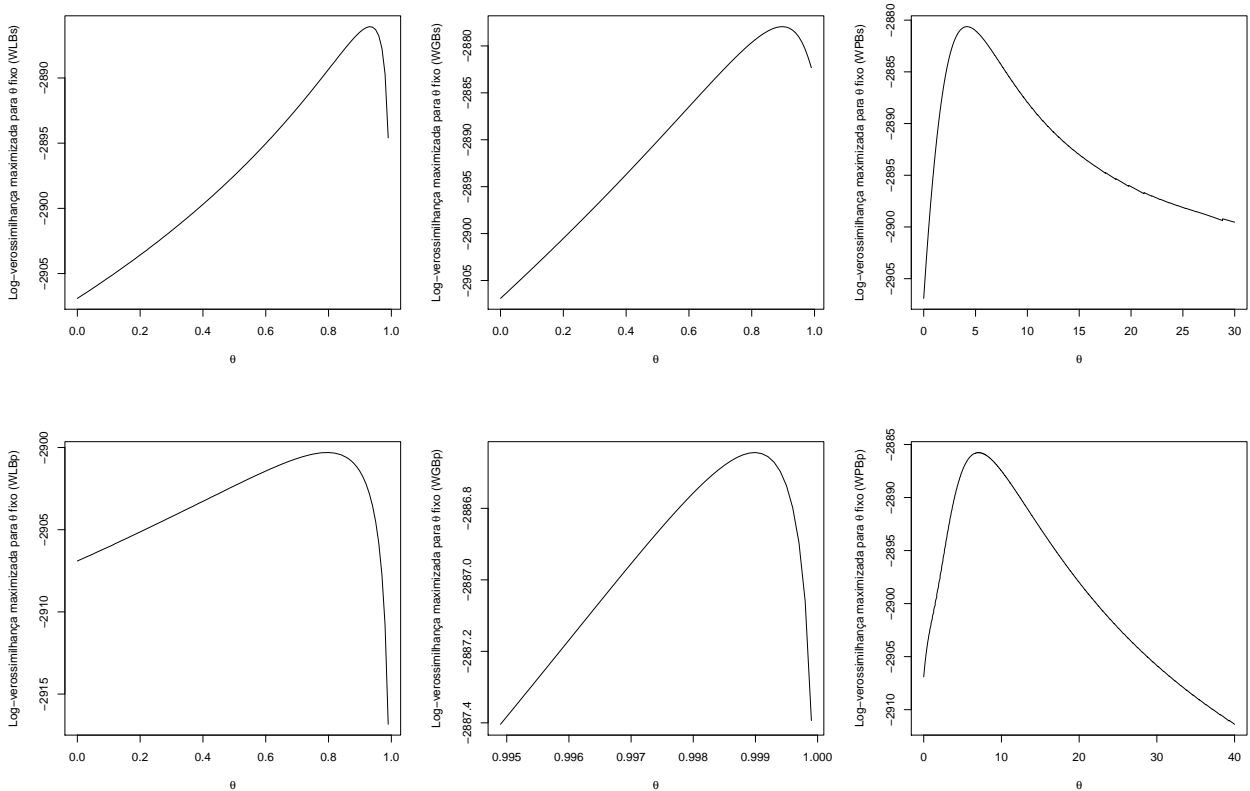 Log−verossimilhança maximizada para θ fixo (WLBs)
−2890
−2895
−2900
−2905
0.0 0.2 0.4 0.6 0.8 1.0
θ
Log−verossimilhança maximizada para θ fixo (WGBs)
−2880
−2885
−2890
−2895
−2900
−2905
0.0 0.2 0.4 0.6 0.8 1.0
θ
Log−verossimilhança maximizada para θ fixo (WPBs)
−2880
−2885
−2890
−2895
−2900
−2905
0 5 10 15 20 25 30
θ
Log−verossimilhança maximizada para θ fixo (WLBp)
−2900
−2905
−2910
−2915
0.0 0.2 0.4 0.6 0.8 1.0
θ
Log−verossimilhança maximizada para θ fixo (WGBp)
−2886.8
−2887.0
−2887.2
−2887.4
0.995 0.996 0.997 0.998 0.999 1.000
θ
Log−verossimilhança maximizada para θ fixo (WPBp)
−2885
−2890
−2895
−2900
−2905
−2910
0 10 20 30 40
θ